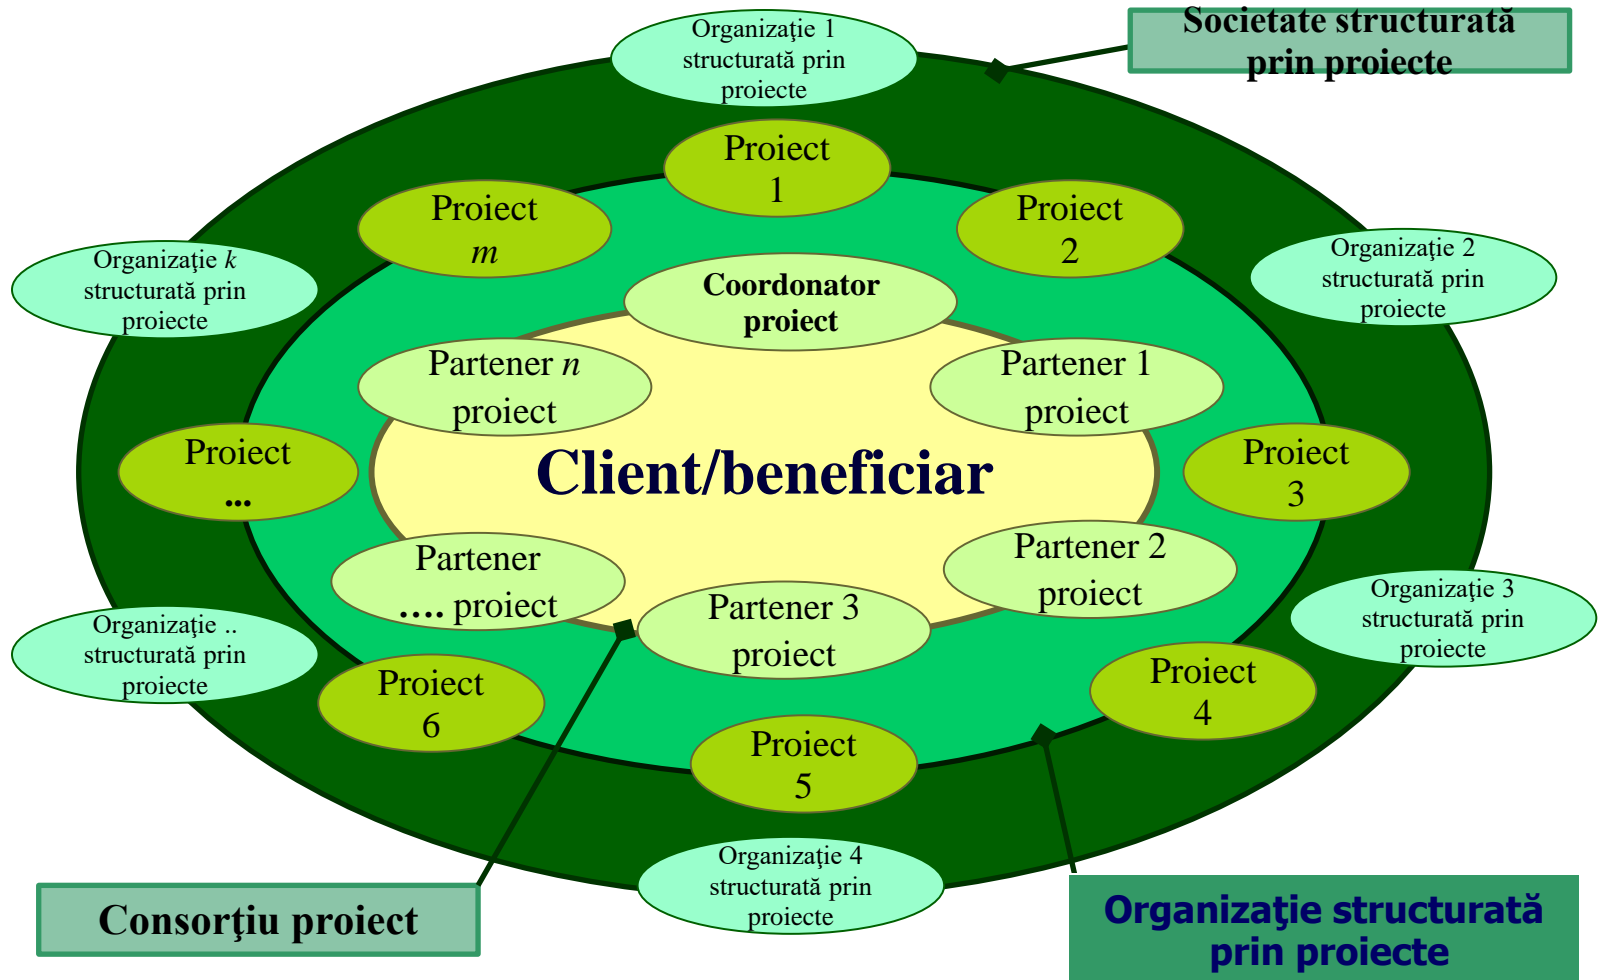 Organizaţie 1
structurată prin
proiecte
Societate structurată
prin proiecte
Proiect
1
Proiect
m
Proiect
2
Organizaţie k
structurată prin
proiecte
Organizaţie 2
structurată prin
proiecte
Coordonator
proiect
Partener n
proiect
Partener 1
proiect
Proiect
...
Client/beneficiar
Proiect
3
Partener
…. proiect
Partener 2
proiect
Partener 3
proiect
Organizaţie 3
structurată prin
proiecte
Organizaţie ..
structurată prin
proiecte
Proiect
6
Proiect
4
Proiect
5
Organizaţie 4
structurată prin
proiecte
Consorţiu proiect
Organizaţie structurată
prin proiecte